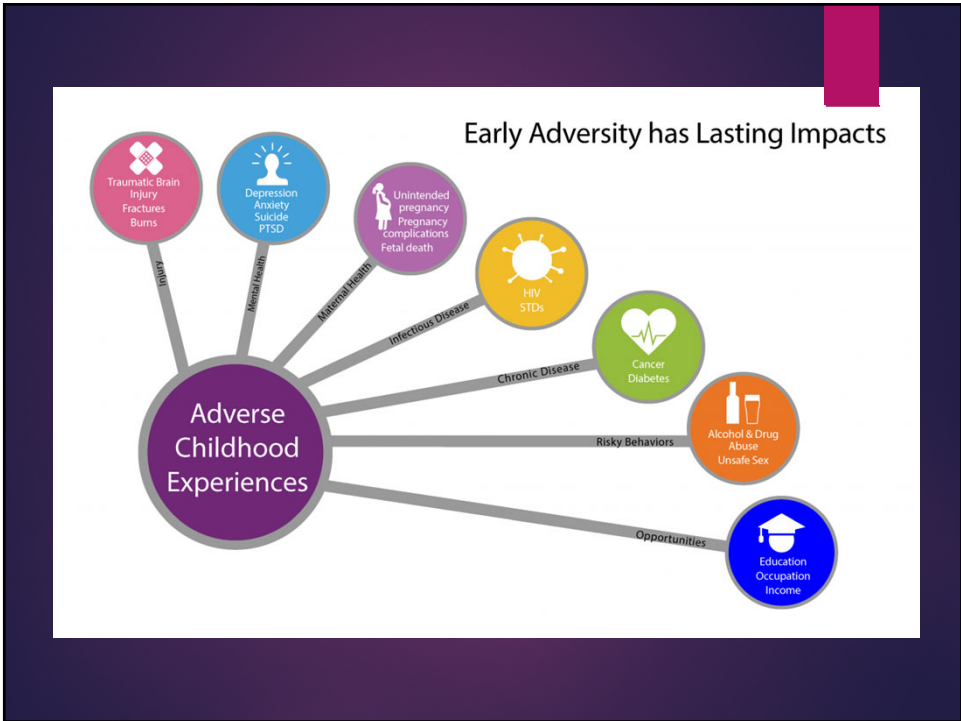 Early Adversity has Lasting Impacts
Traumatic Brain
Injury
Fractures
Burns
Injury
Depression
Anxiety
Suicide
PTSD
Mental Health
Unintended
pregnancy
Pregnancy
complications
Fetal death
Maternal Health
HIV
STDs
Infectious Disease
Cancer
Diabetes
Chronic Disease
Alcohol & Drug
Abuse
Unsafe Sex
Risky Behaviors
Education
Occupation
Income
Opportunities
Adverse
Childhood
Experiences